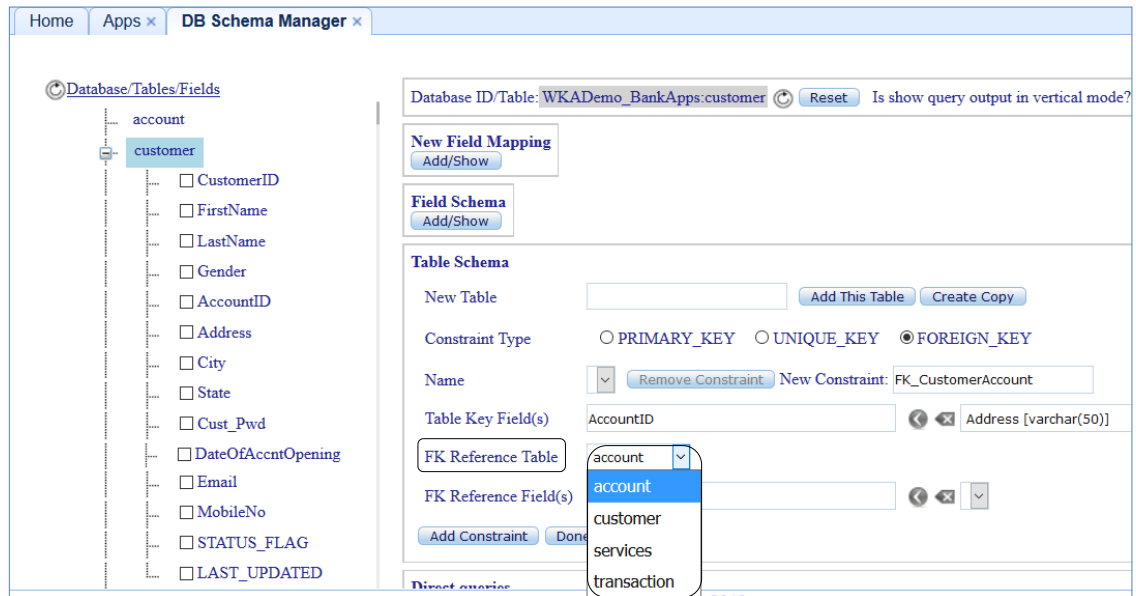 Home Apps × DB Schema Manager ×
Database/Tables/Fields
account
customer
CustomerID
FirstName
LastName
Gender
AccountID
Address
City
State
Cust_Pwd
DateOfAccntOpening
Email
MobileNo
STATUS_FLAG
LAST_UPDATED
Database ID/Table: WKADemo_BankApps:customer Reset Is show query output in vertical mode?
New Field Mapping
Add/Show
Field Schema
Add/Show
Table Schema
New Table Add This Table Create Copy
Constraint Type PRIMARY_KEY UNIQUE_KEY FOREIGN_KEY
Name Remove Constraint New Constraint: FK_CustomerAccount
Table Key Field(s) AccountID Address [varchar(50)]
FK Reference Table account
account
FK Reference Field(s)
customer
Add Constraint Done
services
transaction
Direct queries